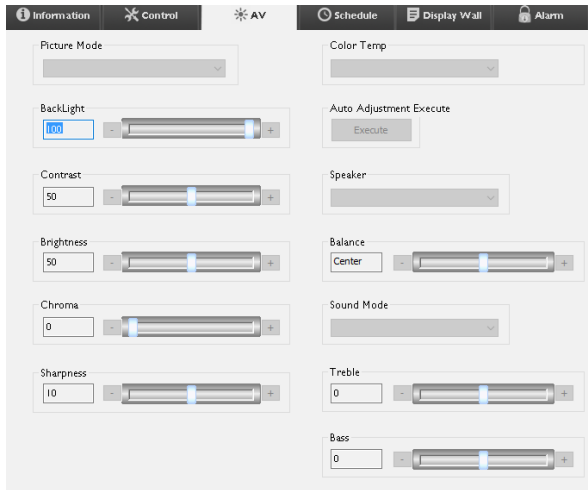 Information Control AV Schedule Display Wall Alarm
Picture Mode
BackLight
100
- +
Contrast
50
- +
Brightness
50
- +
Chroma
0
- +
Sharpness
10
- +
Color Temp
Auto Adjustment Execute
Execute
Speaker
Balance
Center
- +
Sound Mode
Treble
0
- +
Bass
0
- +